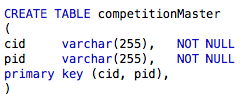 CREATE TABLE competitionMaster
(
cid     varchar(255),   NOT NULL
pid     varchar(255),   NOT NULL
primary key (cid, pid),
)